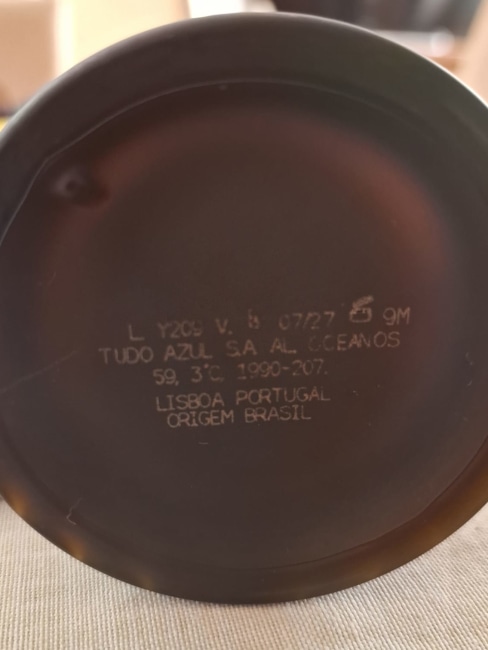 L Y209 V. 07/27 9M
TUDO AZUL S.A AL. OCEANOS
59, 3°C, 1990-207.
LISBOA PORTUGAL
ORIGEM BRASIL